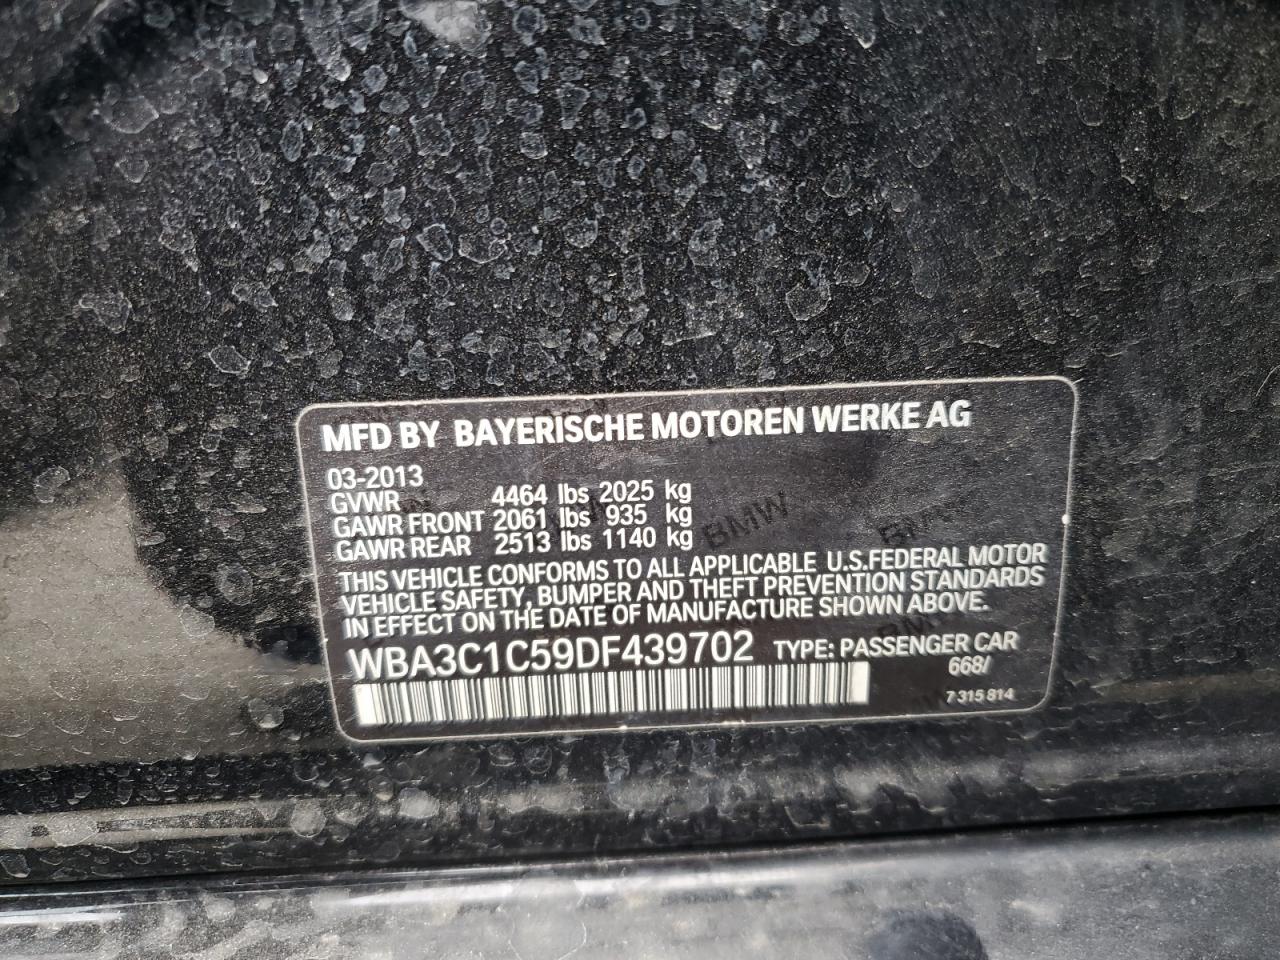 MFD BY BAYERISCHE MOTOREN WERKE AG
03-2013
GVWR 4464 lbs 2025 kg
GAWR FRONT 2061 lbs 935 kg
GAWR REAR 2513 lbs 1140 kg
THIS VEHICLE CONFORMS TO ALL APPLICABLE U.S.FEDERAL MOTOR
VEHICLE SAFETY, BUMPER AND THEFT PREVENTION STANDARDS
IN EFFECT ON THE DATE OF MANUFACTURE SHOWN ABOVE.
WBA3C1C59DF439702 TYPE: PASSENGER CAR
668/
7 315 814
BMW